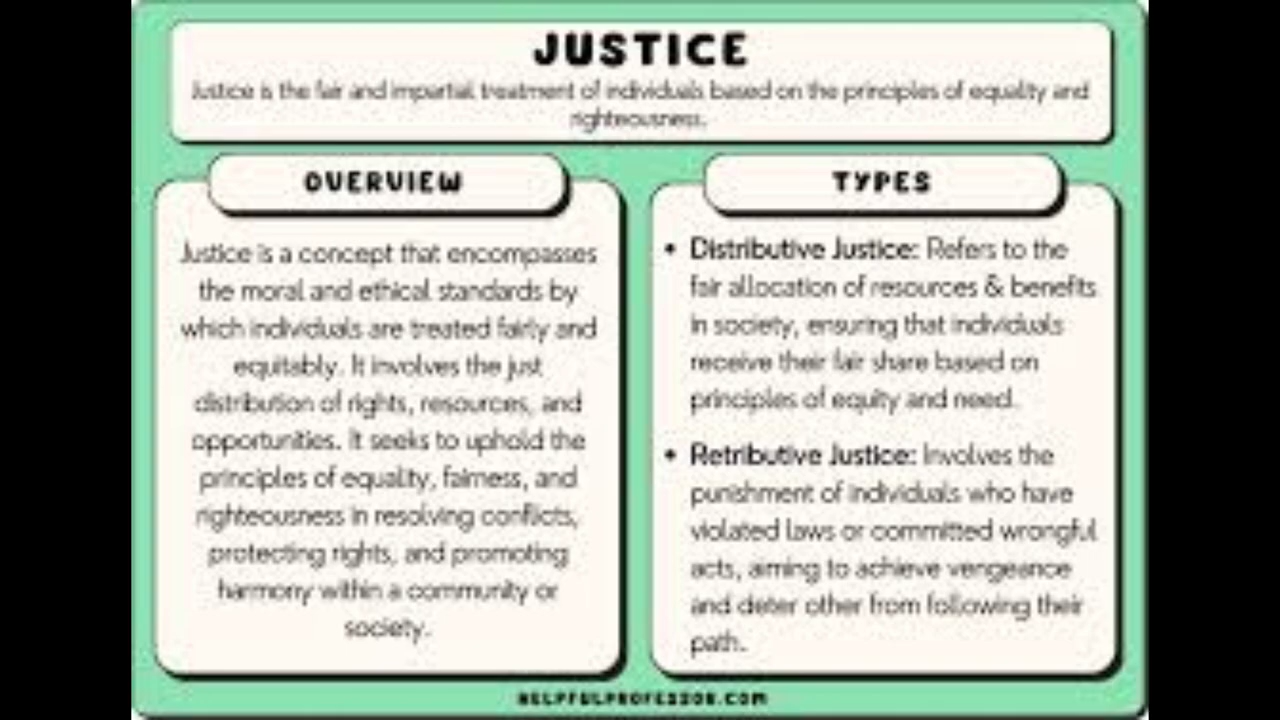 JUSTICE
Justice is the fair and impartial treatment of individuals based on the principles of equality and
righteousness.
OVERVIEW
Justice is a concept that encompasses
the moral and ethical standards by
which individuals are treated fairly and
equitably. It involves the just
distribution of rights, resources, and
opportunities. It seeks to uphold the
principles of equality, fairness, and
righteousness in resolving conflicts,
protecting rights, and promoting
harmony within a community or
society.
TYPES
• Distributive Justice: Refers to the
fair allocation of resources & benefits
in society, ensuring that individuals
receive their fair share based on
principles of equity and need.
• Retributive Justice: Involves the
punishment of individuals who have
violated laws or committed wrongful
acts, aiming to achieve vengeance
and deter other from following their
path.
HELPFULPROFESSOR.COM